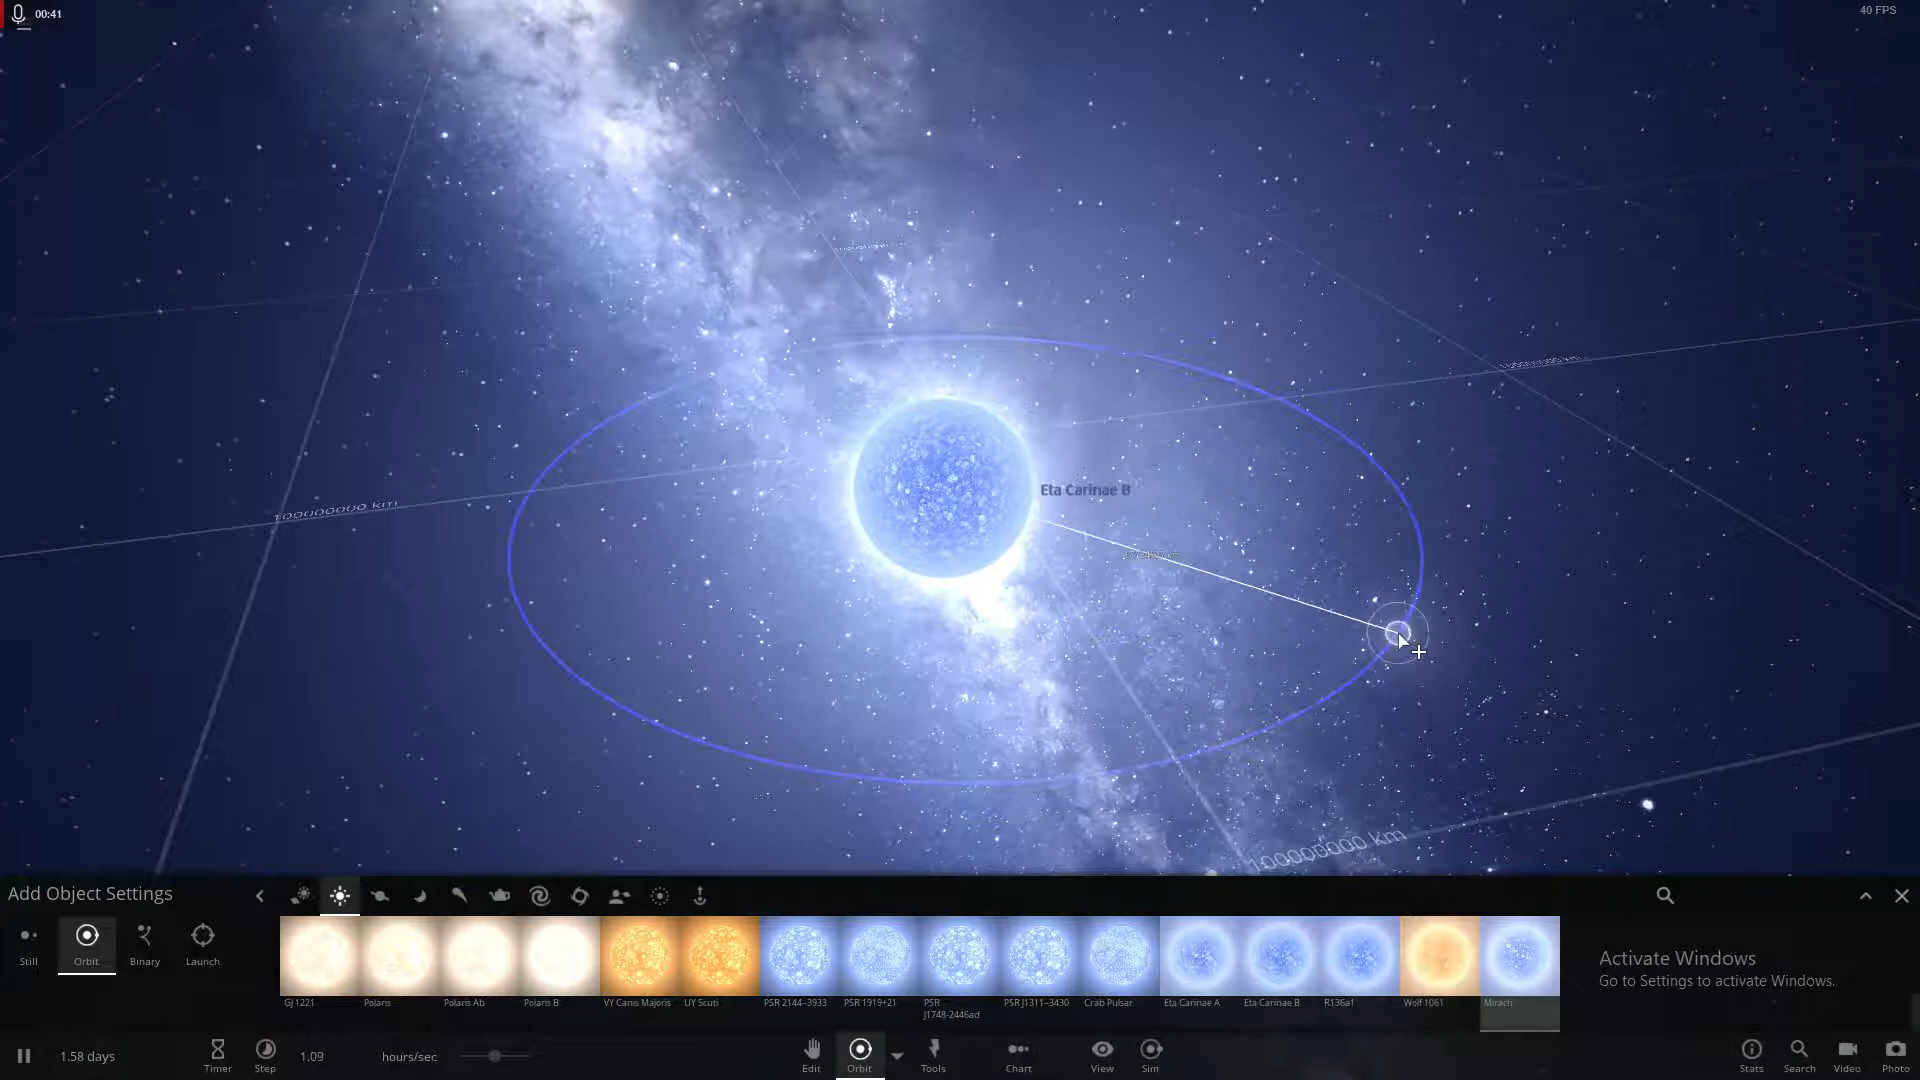 00:41
40 FPS
Eta Carinae B
100000000 km
100000000 km
Add Object Settings
Still
Orbit
Binary
Launch
GJ 1221
Polaris
Polaris Ab
Polaris B
VY Canis Majoris
UY Scuti
PSR 2144–3933
PSR 1919+21
PSR
J1748-2446ad
PSR J1311–3430
Crab Pulsar
Eta Carinae A
Eta Carinae B
R136a1
Wolf 1061
Mirach
Activate Windows
Go to Settings to activate Windows.
1.58 days
Timer
Step
1.09
hours/sec
Edit
Orbit
Tools
Chart
View
Sim
Stats
Search
Video
Photo